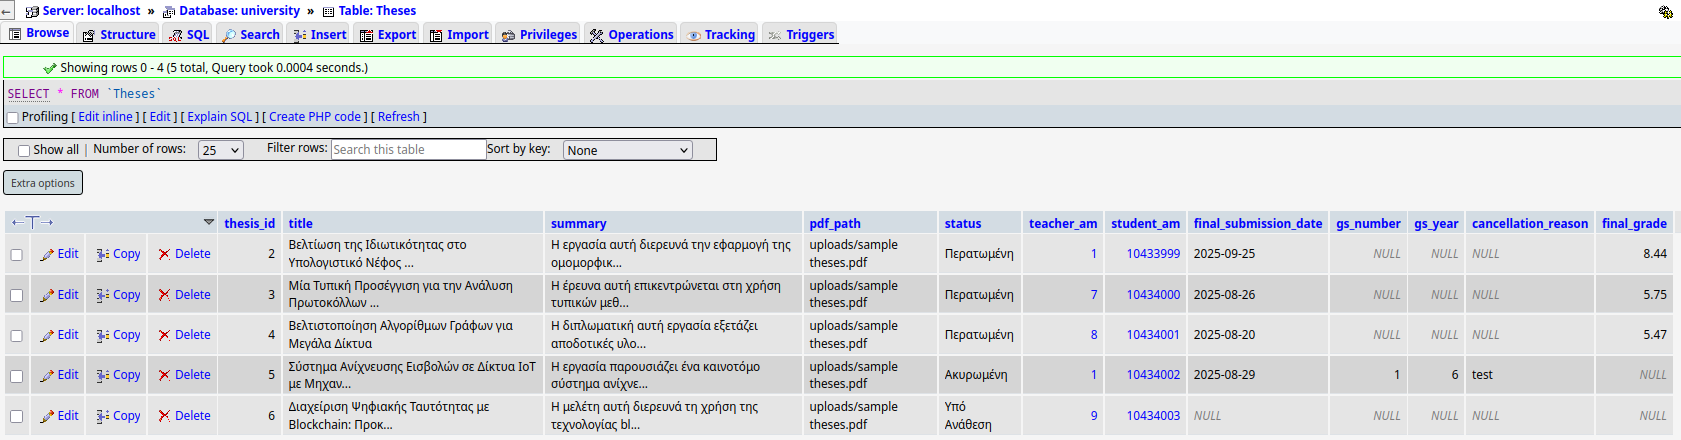 Server: localhost » Database: university » Table: Theses
Browse Structure SQL Search Insert Export Import Privileges Operations Tracking Triggers
Showing rows 0 - 4 (5 total, Query took 0.0004 seconds.)
SELECT * FROM `Theses`
Profiling [ Edit inline ] [ Edit ] [ Explain SQL ] [ Create PHP code ] [ Refresh ]
Show all | Number of rows: 25 Filter rows: Search this table Sort by key: None
Extra options
thesis_id title summary pdf_path status teacher_am student_am final_submission_date gs_number gs_year cancellation_reason final_grade
Βελτίωση της Ιδιωτικότητας στο Η εργασία αυτή διερευνά την εφαρμογή της uploads/sample
Edit Copy Delete 2 Περατωμένη 1 10433999 2025-09-25 NULL NULL NULL 8.44
Υπολογιστικό Νέφος ... ομομορφικ... theses.pdf
Μία Τυπική Προσέγγιση για την Ανάλυση Η έρευνα αυτή επικεντρώνεται στη χρήση uploads/sample
Edit Copy Delete 3 Περατωμένη 7 10434000 2025-08-26 NULL NULL NULL 5.75
Πρωτοκόλλων ... τυπικών μεθ... theses.pdf
Βελτιστοποίηση Αλγορίθμων Γράφων για Η διπλωματική αυτή εργασία εξετάζει uploads/sample
Edit Copy Delete 4 Περατωμένη 8 10434001 2025-08-20 NULL NULL NULL 5.47
Μεγάλα Δίκτυα αποδοτικές υλο... theses.pdf
Σύστημα Ανίχνευσης Εισβολών σε Δίκτυα IoT Η εργασία παρουσιάζει ένα καινοτόμο uploads/sample
Edit Copy Delete 5 Ακυρωμένη 1 10434002 2025-08-29 1 6 test NULL
με Μηχαν... σύστημα ανίχνε... theses.pdf
Διαχείριση Ψηφιακής Ταυτότητας με Η μελέτη αυτή διερευνά τη χρήση της uploads/sample Υπό
Edit Copy Delete 6 9 10434003 NULL NULL NULL NULL NULL
Blockchain: Προκ... τεχνολογίας bl... theses.pdf Ανάθεση